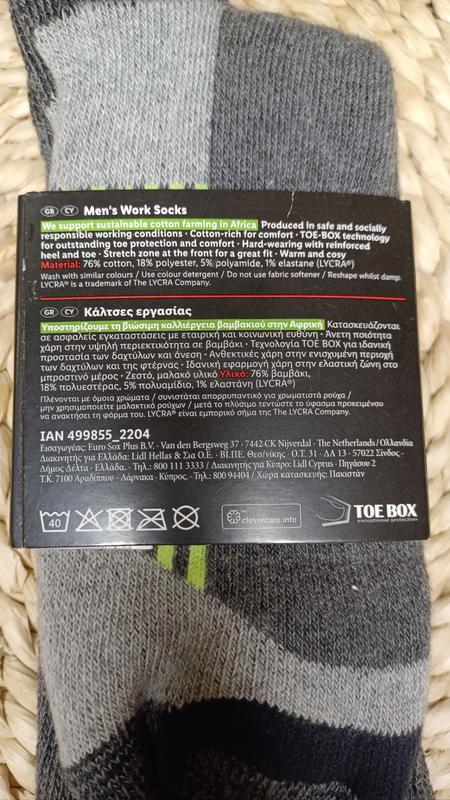 GB CY Men's Work Socks
We support sustainable cotton farming in Africa Produced in safe and socially
responsible working conditions • Cotton-rich for comfort • TOE-BOX technology
for outstanding toe protection and comfort • Hard-wearing with reinforced
heel and toe • Stretch zone at the front for a great fit • Warm and cosy
Material: 76% cotton, 18% polyester, 5% polyamide, 1% elastane (LYCRA®)
Wash with similar colours / Use colour detergent / Do not use fabric softener / Reshape whilst damp.
LYCRA® is a trademark of The LYCRA Company.
GR CY Κάλτσες εργασίας
Υποστηρίζουμε τη βιώσιμη καλλιέργεια βαμβακιού στην Αφρική Κατασκευάζονται
σε ασφαλείς εγκαταστάσεις με εταιρική και κοινωνική ευθύνη • Άνετη ποιότητα
χάρη στην υψηλή περιεκτικότητα σε βαμβάκι • Τεχνολογία TOE BOX για ιδανική
προστασία των δαχτύλων και άνεση • Ανθεκτικές χάρη στην ενισχυμένη περιοχή
των δαχτύλων και της φτέρνας • Ιδανική εφαρμογή χάρη στην ελαστική ζώνη στο
μπροστινό μέρος • Ζεστό, μαλακό υλικό Υλικό: 76% βαμβάκι,
18% πολυέστερας, 5% πολυαμίδιο, 1% ελαστάνη (LYCRA®)
Πλένονται με όμοια χρώματα / συνιστάται απορρυπαντικό για χρωματιστά ρούχα /
μην χρησιμοποιείτε μαλακτικό ρούχων / μετά το πλύσιμο τεντώστε το ύφασμα προκειμένου
να ανακτήσει τη φόρμα του. LYCRA® είναι εμπορικό σήμα της The LYCRA Company.
IAN 499855_2204
Εισαγωγέας: Euro Sox Plus B.V. • Van den Bergsweg 37 • 7442 CK Nijverdal • The Netherlands / Ολλανδία
Διακινητής για Ελλάδα: Lidl Hellas & Σια Ο.Ε. • ΒΙ.ΠΕ. Θεσ/νίκης • Ο.Τ. 31 • ΔΑ 13 • 57022 Σίνδος •
Δήμος Δέλτα • Ελλάδα. • Τηλ.: 800 111 3333 / Διακινητής για Κύπρο: Lidl Cyprus • Πηγάσου 2
Τ.Κ. 7100 Αραδίππου • Λάρνακα • Κύπρος. • Τηλ.: 800 94404 / Χώρα κατασκευής: Πακιστάν
40
clevercare.info
TOE BOX
exceptional protection